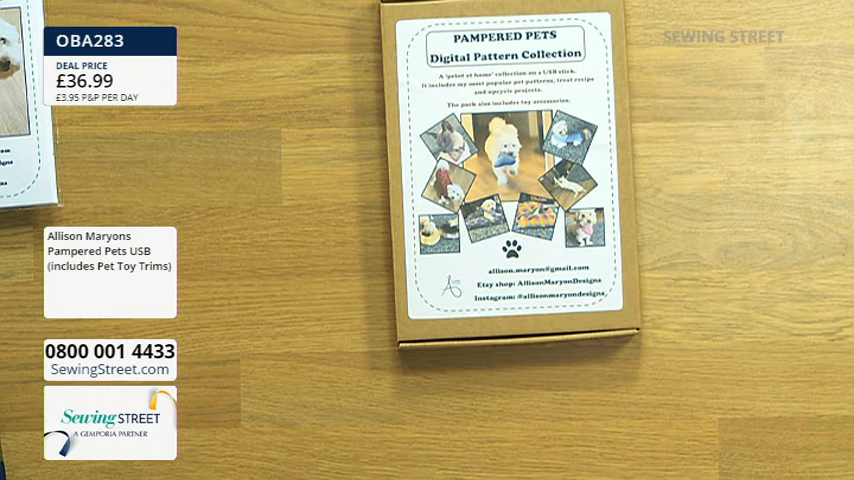 OBA283
DEAL PRICE
£36.99
£3.95 P&P PER DAY
Allison Maryons
Pampered Pets USB
(includes Pet Toy Trims)
0800 001 4433
SewingStreet.com
Sewing STREET
A GEMPORIA PARTNER
SEWING STREET
PAMPERED PETS
Digital Pattern Collection
A 'print at home' collection on a USB stick.
It includes my most popular pet patterns, treat recipe
and upcycle projects.
The pack also includes toy accessories.
allison.maryon@gmail.com
Etsy shop: AllisonMaryonDesigns
Instagram: @allisonmaryondesigns